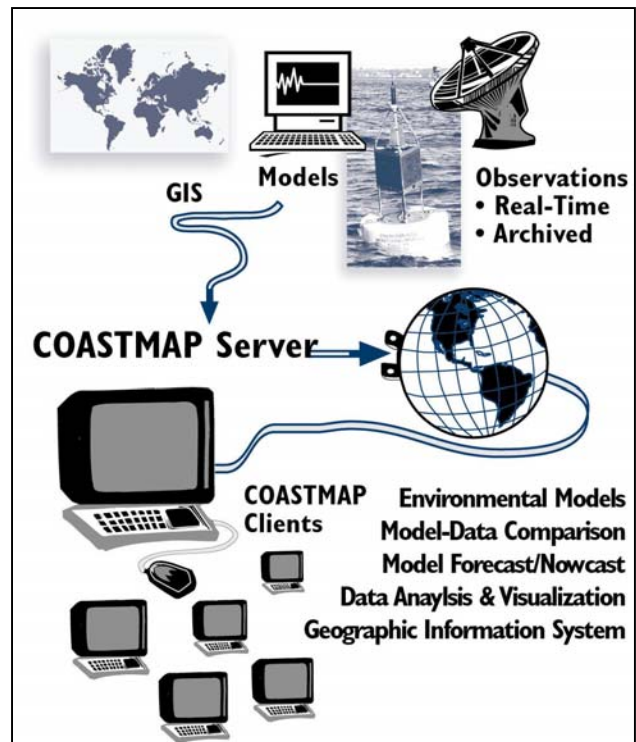 GIS
Models
Observations
• Real-Time
• Archived
COASTMAP Server
COASTMAP
Clients
Environmental Models
Model-Data Comparison
Model Forecast/Nowcast
Data Anaylsis & Visualization
Geographic Information System